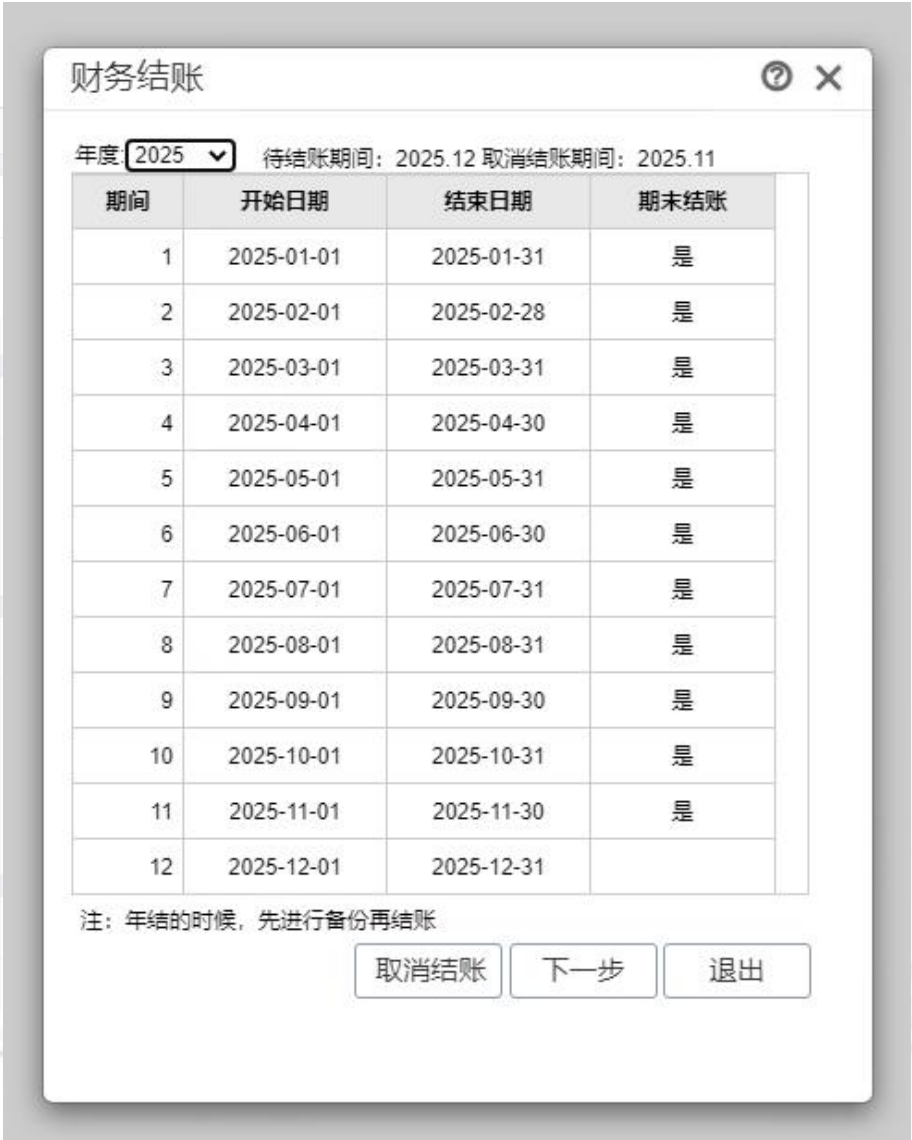 财务结账
年度: 2025 待结账期间：2025.12 取消结账期间：2025.11
期间 开始日期 结束日期 期末结账
1 2025-01-01 2025-01-31 是
2 2025-02-01 2025-02-28 是
3 2025-03-01 2025-03-31 是
4 2025-04-01 2025-04-30 是
5 2025-05-01 2025-05-31 是
6 2025-06-01 2025-06-30 是
7 2025-07-01 2025-07-31 是
8 2025-08-01 2025-08-31 是
9 2025-09-01 2025-09-30 是
10 2025-10-01 2025-10-31 是
11 2025-11-01 2025-11-30 是
12 2025-12-01 2025-12-31
注：年结的时候，先进行备份再结账
取消结账 下一步 退出